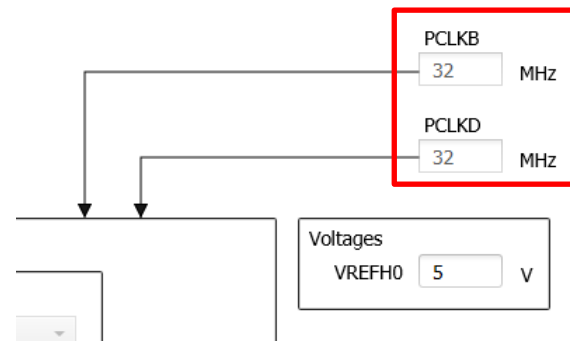 PCLKB
32 MHz
PCLKD
32 MHz
Voltages
VREFH0 5 V